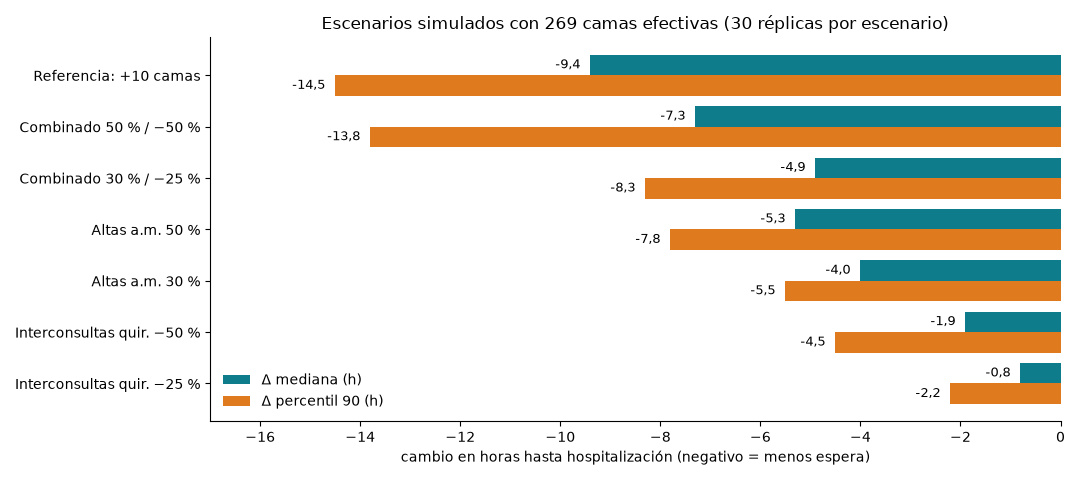 Escenarios simulados con 269 camas efectivas (30 réplicas por escenario)
Referencia: +10 camas
-9,4
-14,5
Combinado 50 % / −50 %
-7,3
-13,8
Combinado 30 % / −25 %
-4,9
-8,3
Altas a.m. 50 %
-5,3
-7,8
Altas a.m. 30 %
-4,0
-5,5
Interconsultas quir. −50 %
-1,9
-4,5
Interconsultas quir. −25 %
-0,8
-2,2
Δ mediana (h)
Δ percentil 90 (h)
−16 −14 −12 −10 −8 −6 −4 −2 0
cambio en horas hasta hospitalización (negativo = menos espera)